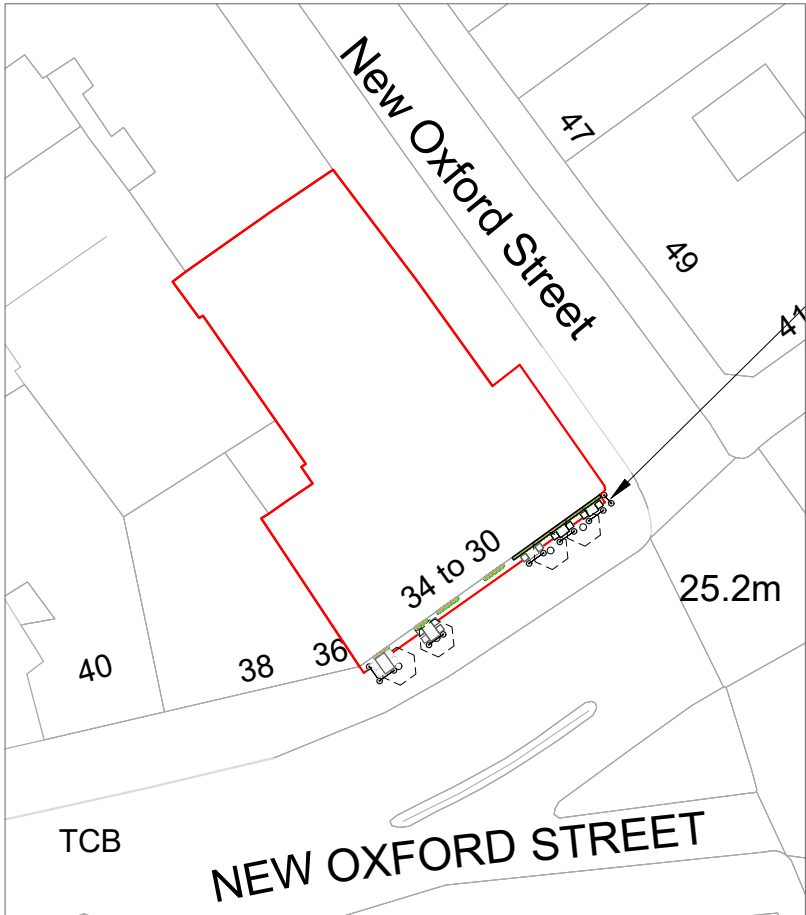 New Oxford Street
47
49
41
34 to 30
25.2m
36
38
40
TCB
NEW OXFORD STREET